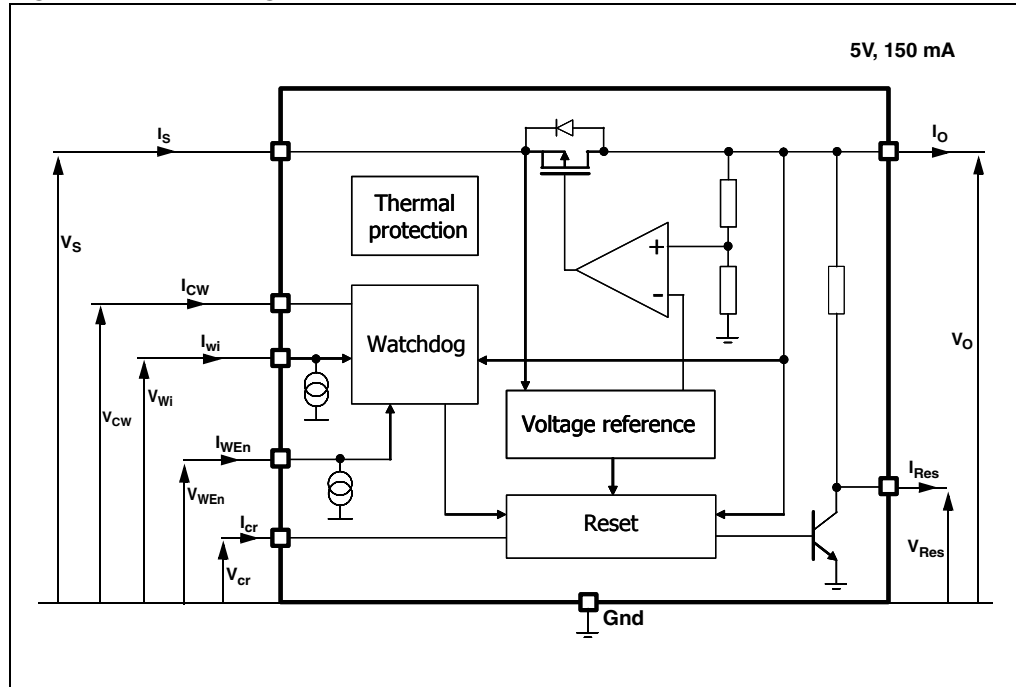 5V, 150 mA
I_S
I_O
Thermal
protection
V_S
+
-
I_CW
Watchdog
I_wi
V_O
V_Wi
V_CW
Voltage reference
I_WEn
I_Res
V_WEn
I_cr
Reset
V_Res
V_cr
Gnd